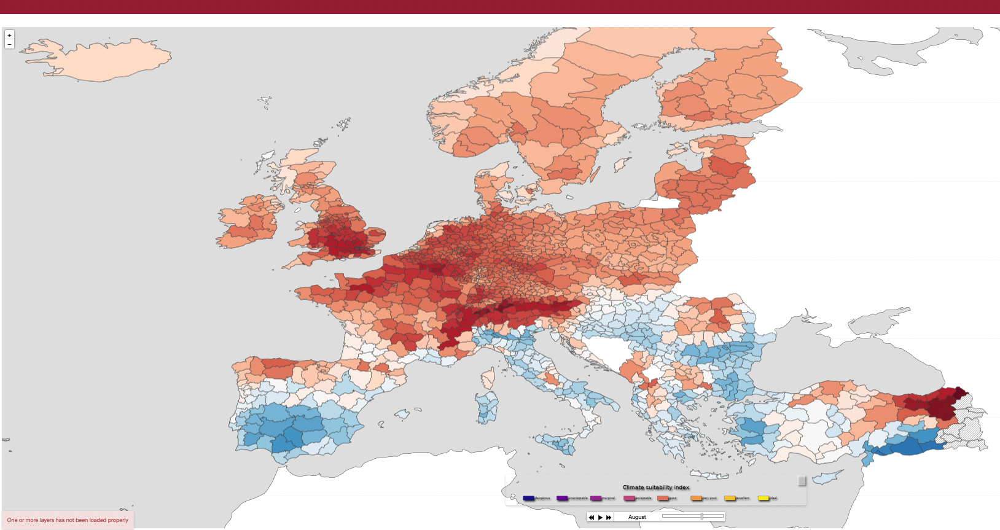 +
−
Climate suitability index
dangerous unacceptable marginal acceptable good very good excellent ideal
August
One or more layers has not been loaded properly